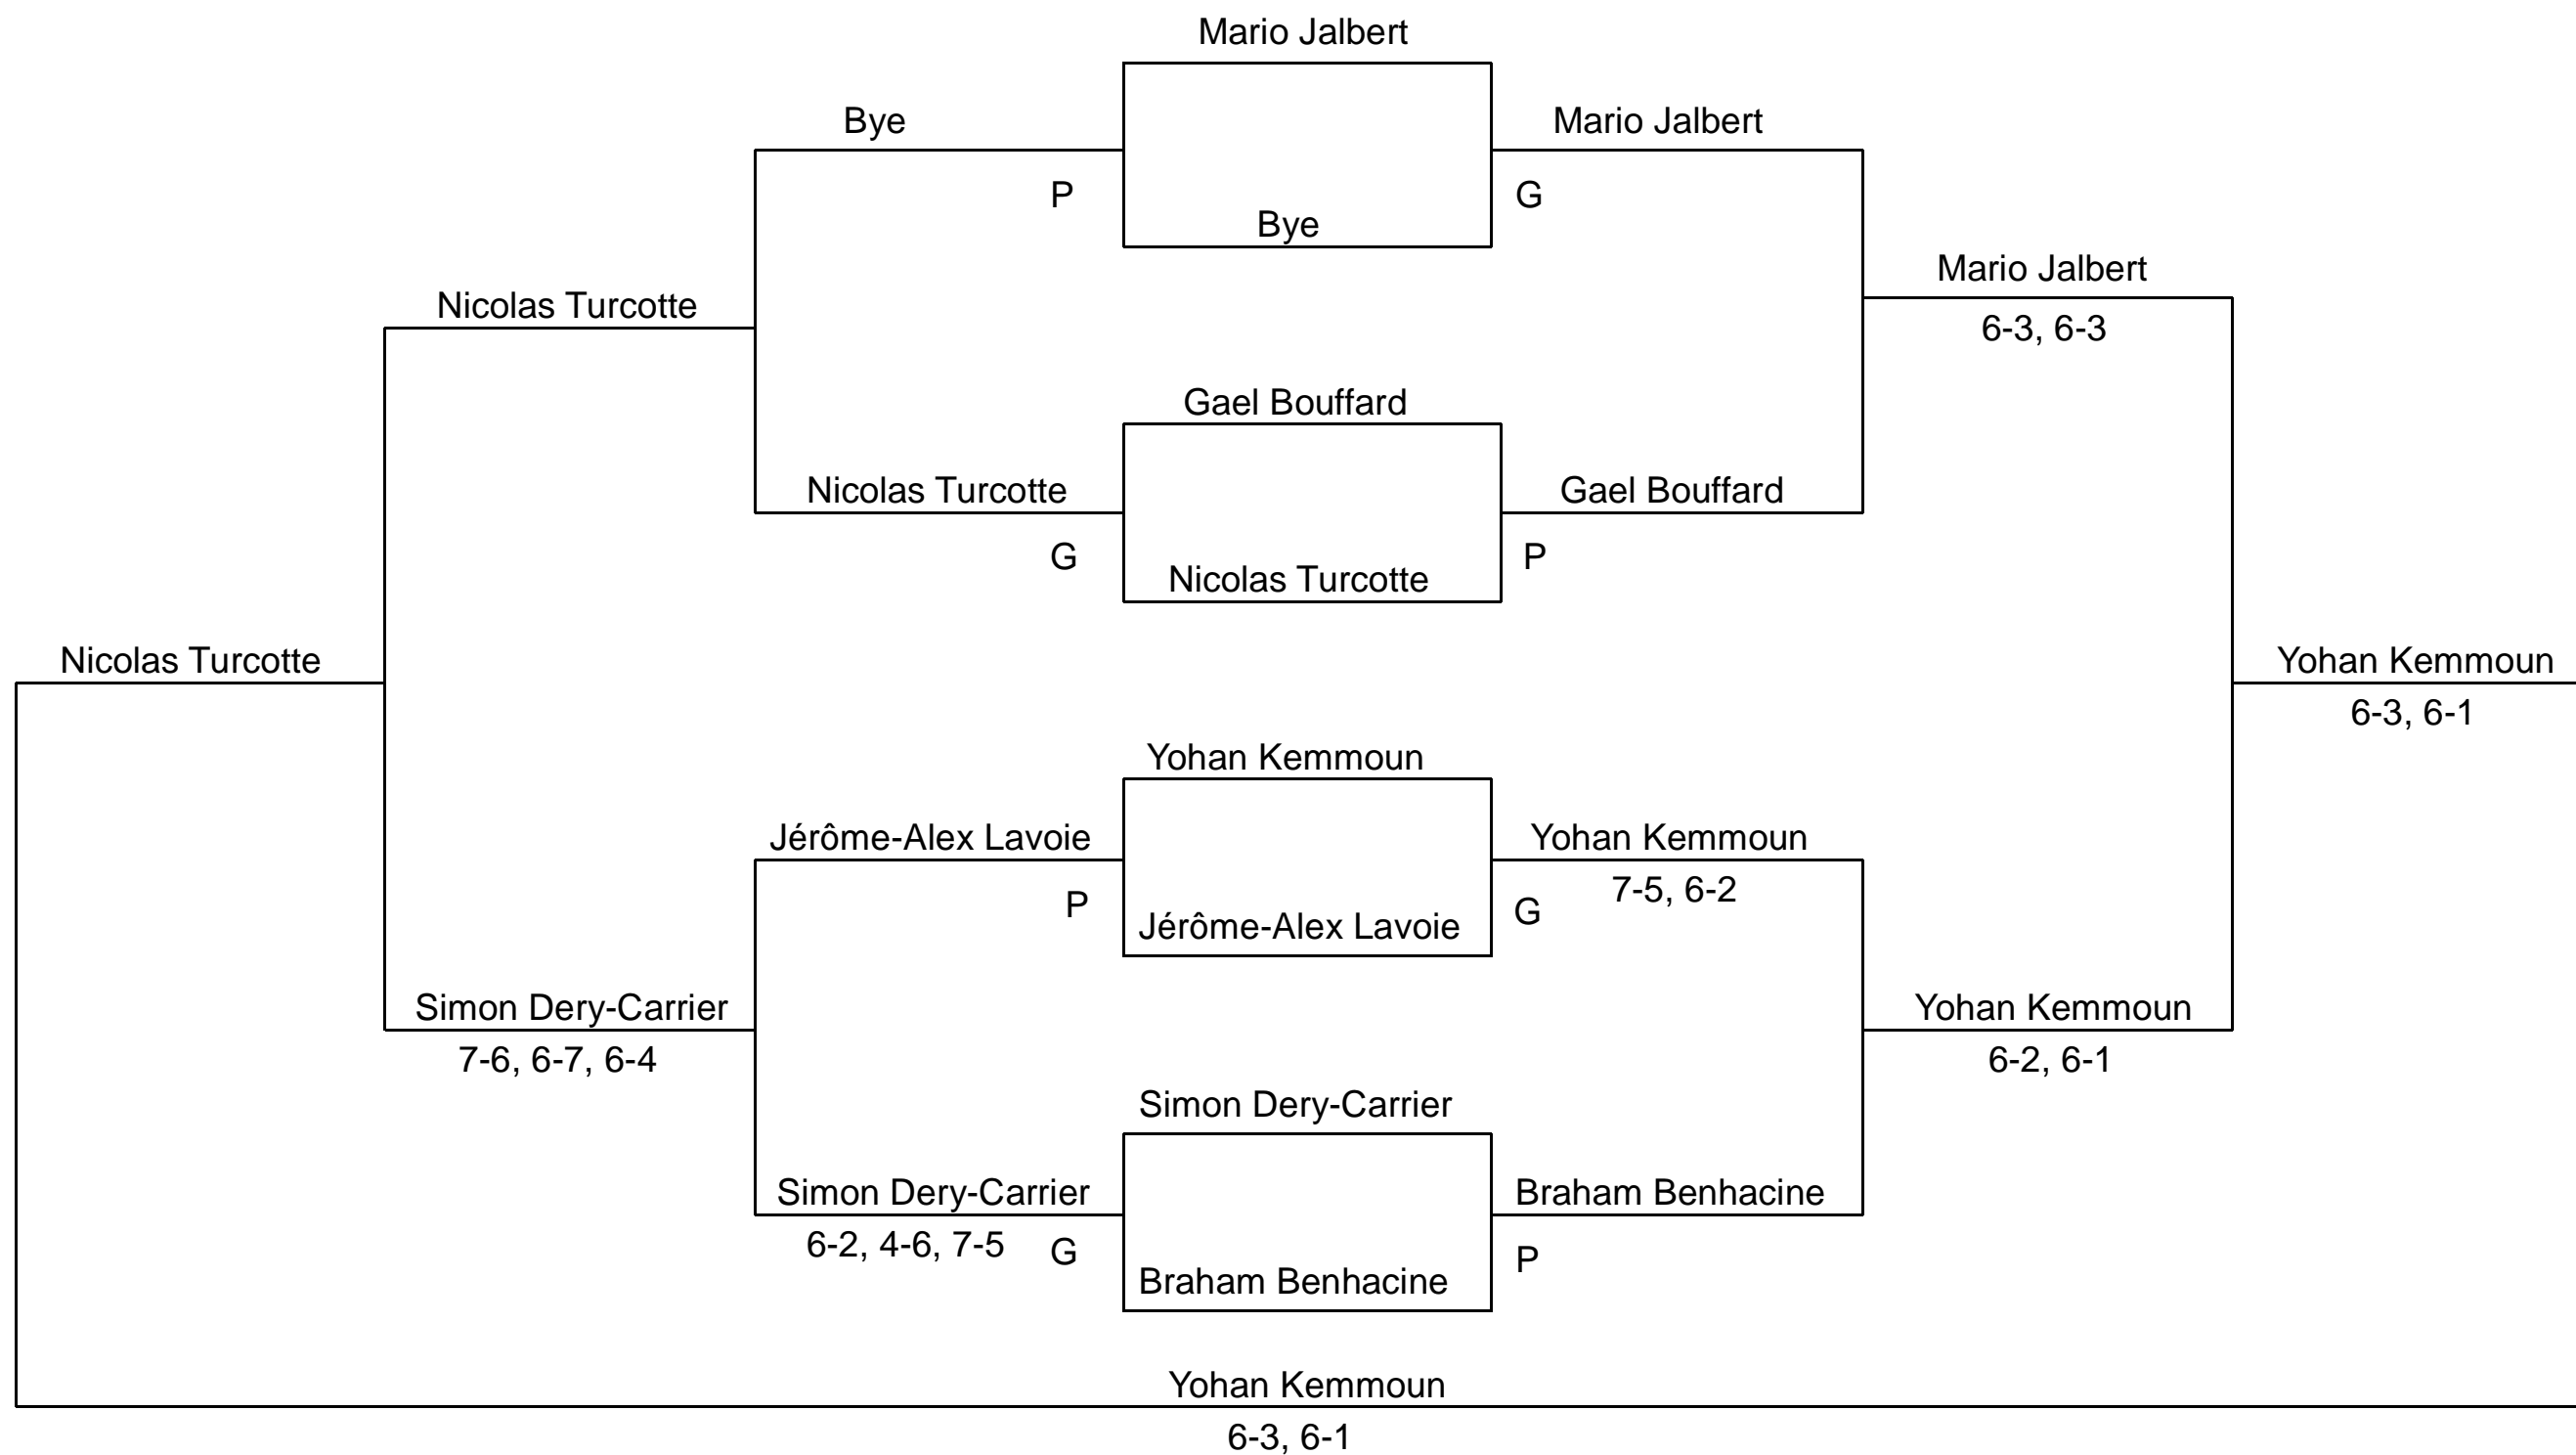 Mario Jalbert
Bye
Mario Jalbert
P
G
Bye
Mario Jalbert
Nicolas Turcotte
6-3, 6-3
Gael Bouffard
Nicolas Turcotte
Gael Bouffard
G
P
Nicolas Turcotte
Nicolas Turcotte
Yohan Kemmoun
6-3, 6-1
Yohan Kemmoun
Jérôme-Alex Lavoie
Yohan Kemmoun
7-5, 6-2
P
G
Jérôme-Alex Lavoie
Simon Dery-Carrier
Yohan Kemmoun
7-6, 6-7, 6-4
6-2, 6-1
Simon Dery-Carrier
Simon Dery-Carrier
Braham Benhacine
6-2, 4-6, 7-5
G
P
Braham Benhacine
Yohan Kemmoun
6-3, 6-1